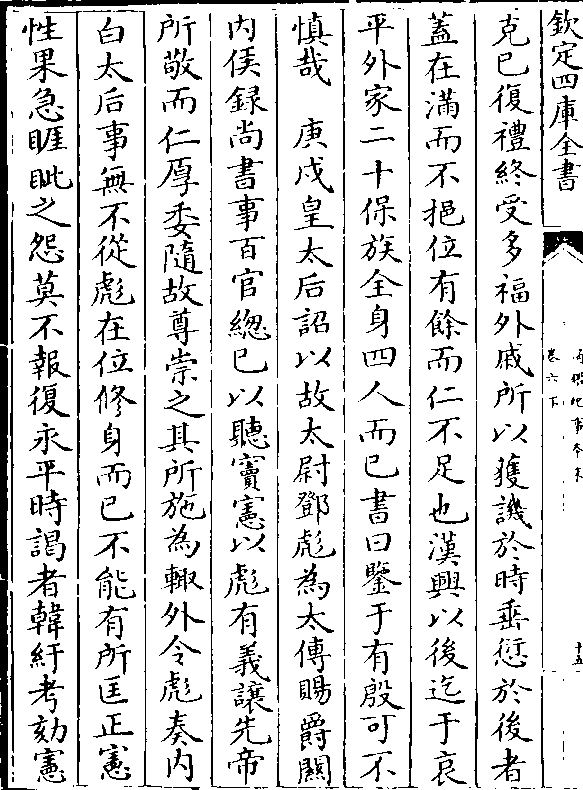 欽定四庫全書
卷六下
十五
克己復禮終受多福外戚所以獲譏於時垂愆於後者
蓋在滿而不挹位有餘而仁不足也漢興以後迄于哀
平外家二十保族全身四人而已書曰鑒于有殷可不
慎哉　庚戌皇太后詔以故太尉鄧彪為太傅賜爵關
内侯録尚書事百官總已以聽竇憲以彪有義讓先帝
所敬而仁厚委隨故尊崇之其所施為輙外令彪奏内
白太后事無不從彪在位修身而已不能有所匡正憲
性果急睚眦之怨莫不報復永平時謁者韓紆考劾憲